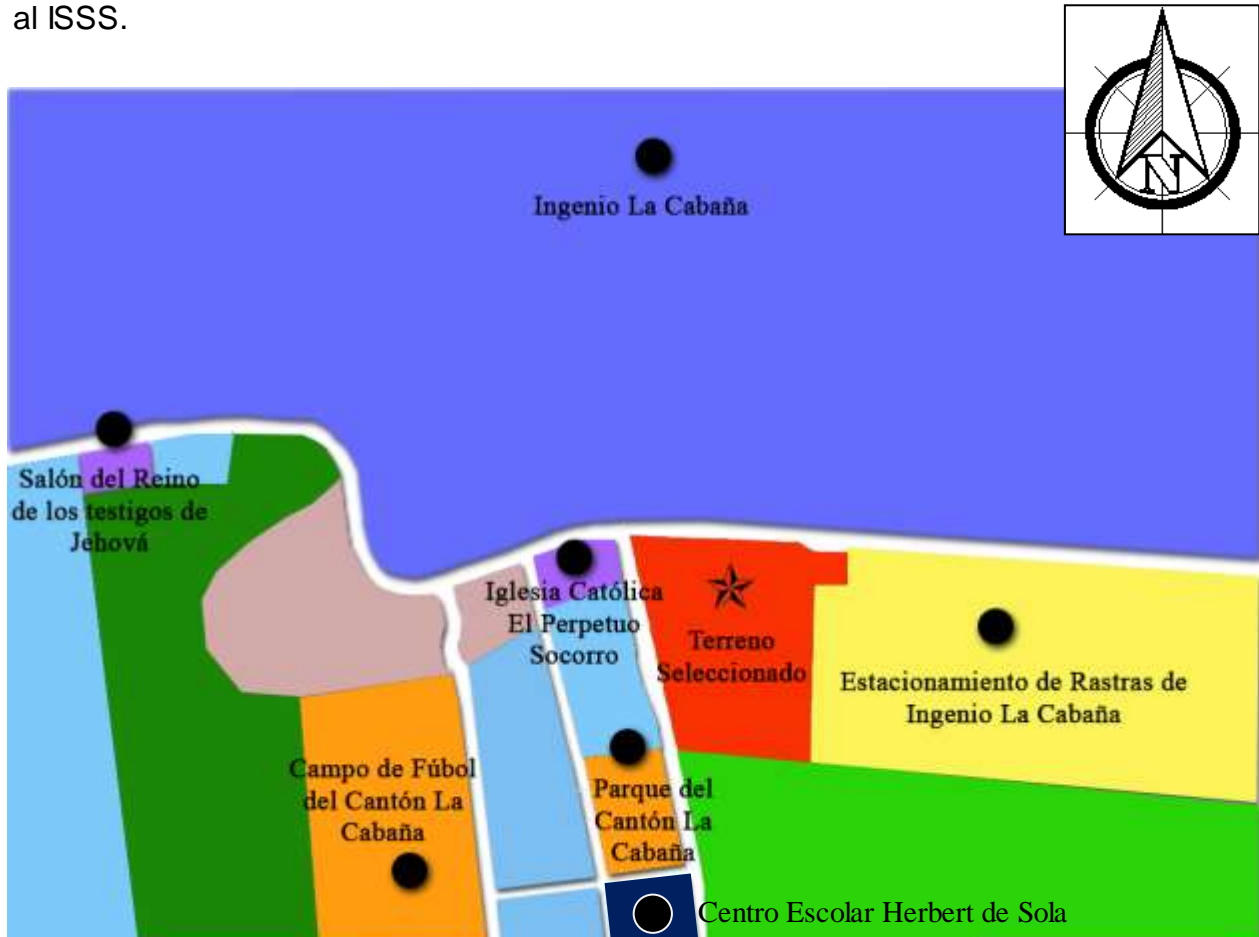 al ISSS.
N
Ingenio La Cabaña
Salón del Reino
de los testigos de
Jehová
Iglesia Católica
El Perpetuo
Socorro
Terreno
Seleccionado
Estacionamiento de Rastras de
Ingenio La Cabaña
Campo de Fúbol
del Cantón La
Cabaña
Parque del
Cantón La
Cabaña
Centro Escolar Herbert de Sola